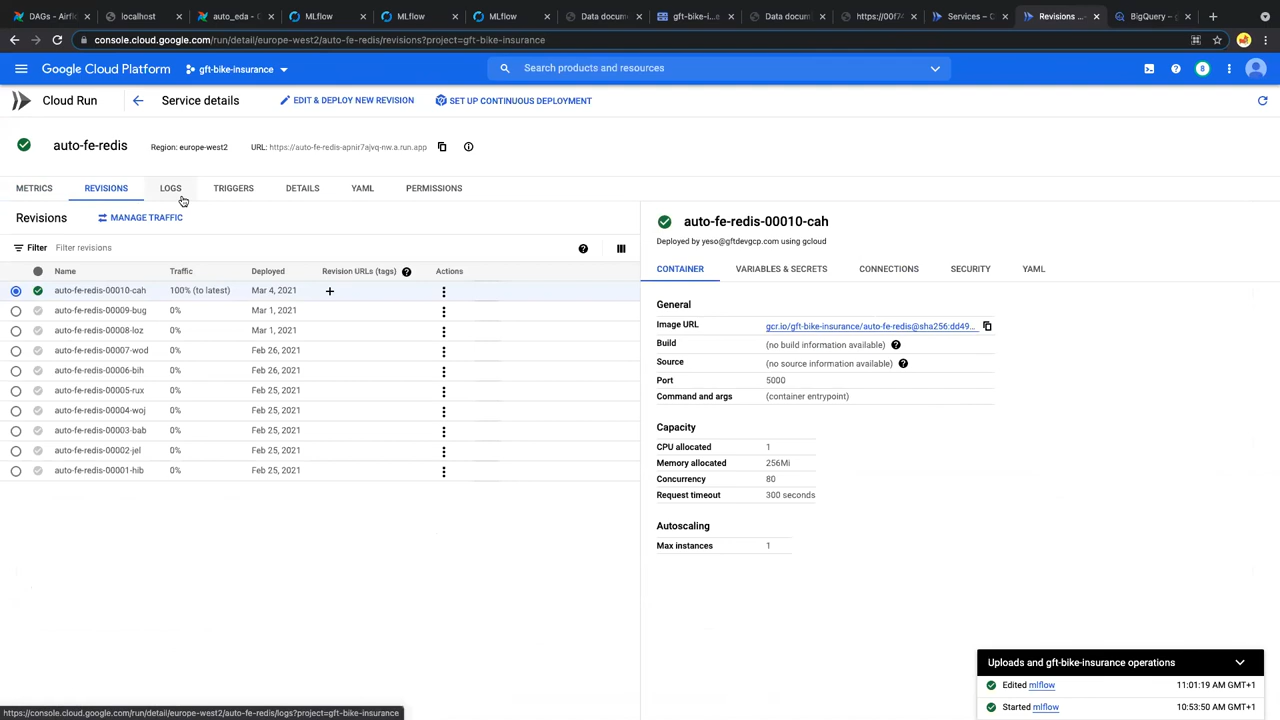 DAGs - Airfl
localhost
auto_eda - D
MLflow
MLflow
MLflow
Data docum
gft-bike-in
Data docum
https://00f74
Services – C
Revisions
BigQuery –
console.cloud.google.com/run/detail/europe-west2/auto-fe-redis/revisions?project=gft-bike-insurance
Google Cloud Platform
gft-bike-insurance
Search products and resources
8
Cloud Run
Service details
EDIT & DEPLOY NEW REVISION
SET UP CONTINUOUS DEPLOYMENT
auto-fe-redis
Region: europe-west2
URL: https://auto-fe-redis-apnir7ajvq-nw.a.run.app
METRICS
REVISIONS
LOGS
TRIGGERS
DETAILS
YAML
PERMISSIONS
Revisions
MANAGE TRAFFIC
Filter
Filter revisions
Name Traffic Deployed Revision URLs (tags) Actions
auto-fe-redis-00010-cah 100% (to latest) Mar 4, 2021
auto-fe-redis-00009-bug 0% Mar 1, 2021
auto-fe-redis-00008-loz 0% Mar 1, 2021
auto-fe-redis-00007-wod 0% Feb 26, 2021
auto-fe-redis-00006-bih 0% Feb 26, 2021
auto-fe-redis-00005-rux 0% Feb 25, 2021
auto-fe-redis-00004-woj 0% Feb 25, 2021
auto-fe-redis-00003-bab 0% Feb 25, 2021
auto-fe-redis-00002-jel 0% Feb 25, 2021
auto-fe-redis-00001-hib 0% Feb 25, 2021
auto-fe-redis-00010-cah
Deployed by yeso@gftdevgcp.com using gcloud
CONTAINER
VARIABLES & SECRETS
CONNECTIONS
SECURITY
YAML
General
Image URL gcr.io/gft-bike-insurance/auto-fe-redis@sha256:dd49...
Build (no build information available)
Source (no source information available)
Port 5000
Command and args (container entrypoint)
Capacity
CPU allocated 1
Memory allocated 256Mi
Concurrency 80
Request timeout 300 seconds
Autoscaling
Max instances 1
Uploads and gft-bike-insurance operations
Edited mlflow 11:01:19 AM GMT+1
Started mlflow 10:53:50 AM GMT+1
https://console.cloud.google.com/run/detail/europe-west2/auto-fe-redis/logs?project=gft-bike-insurance